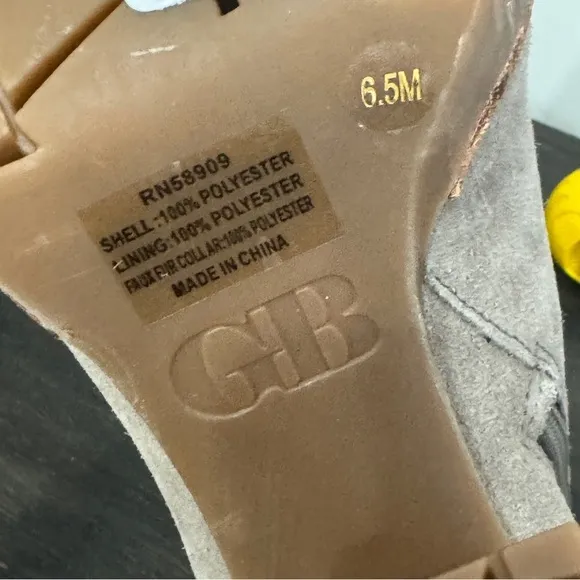 6.5M
RN58909
SHELL:100% POLYESTER
LINING:100% POLYESTER
FAUX FUR COLLAR:100% POLYESTER
MADE IN CHINA
GB